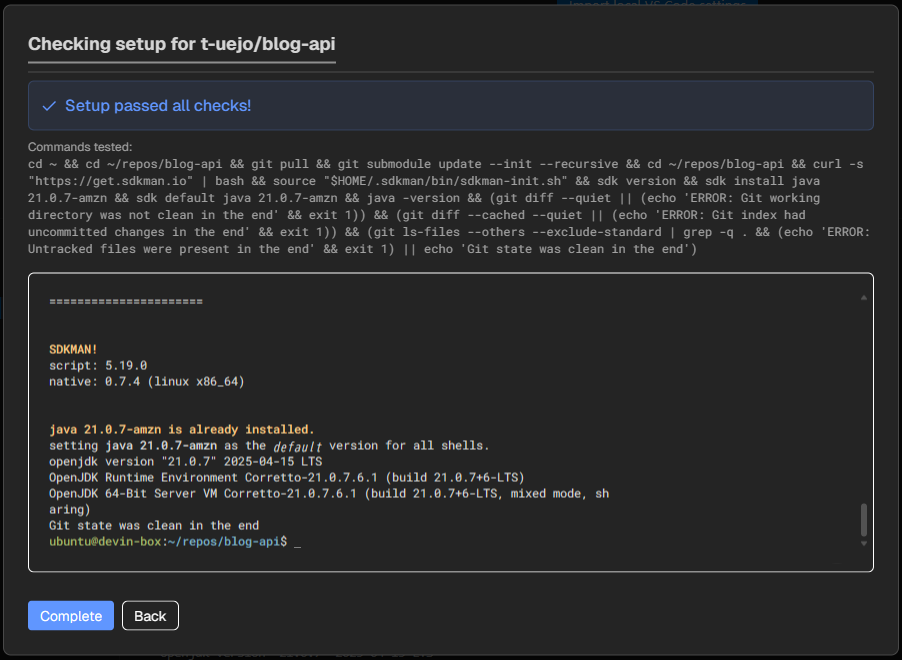 Import local VS Code settings
Checking setup for t-uejo/blog-api
Setup passed all checks!
Commands tested:
cd ~ && cd ~/repos/blog-api && git pull && git submodule update --init --recursive && cd ~/repos/blog-api && curl -s
"https://get.sdkman.io" | bash && source "$HOME/.sdkman/bin/sdkman-init.sh" && sdk version && sdk install java
21.0.7-amzn && sdk default java 21.0.7-amzn && java -version && (git diff --quiet || (echo 'ERROR: Git working
directory was not clean in the end' && exit 1)) && (git diff --cached --quiet || (echo 'ERROR: Git index had
uncommitted changes in the end' && exit 1)) && (git ls-files --others --exclude-standard | grep -q . && (echo 'ERROR:
Untracked files were present in the end' && exit 1) || echo 'Git state was clean in the end')
======================
SDKMAN!
script: 5.19.0
native: 0.7.4 (linux x86_64)
java 21.0.7-amzn is already installed.
setting java 21.0.7-amzn as the default version for all shells.
openjdk version "21.0.7" 2025-04-15 LTS
OpenJDK Runtime Environment Corretto-21.0.7.6.1 (build 21.0.7+6-LTS)
OpenJDK 64-Bit Server VM Corretto-21.0.7.6.1 (build 21.0.7+6-LTS, mixed mode, sh
aring)
Git state was clean in the end
ubuntu@devin-box:~/repos/blog-api$ _
Complete
Back